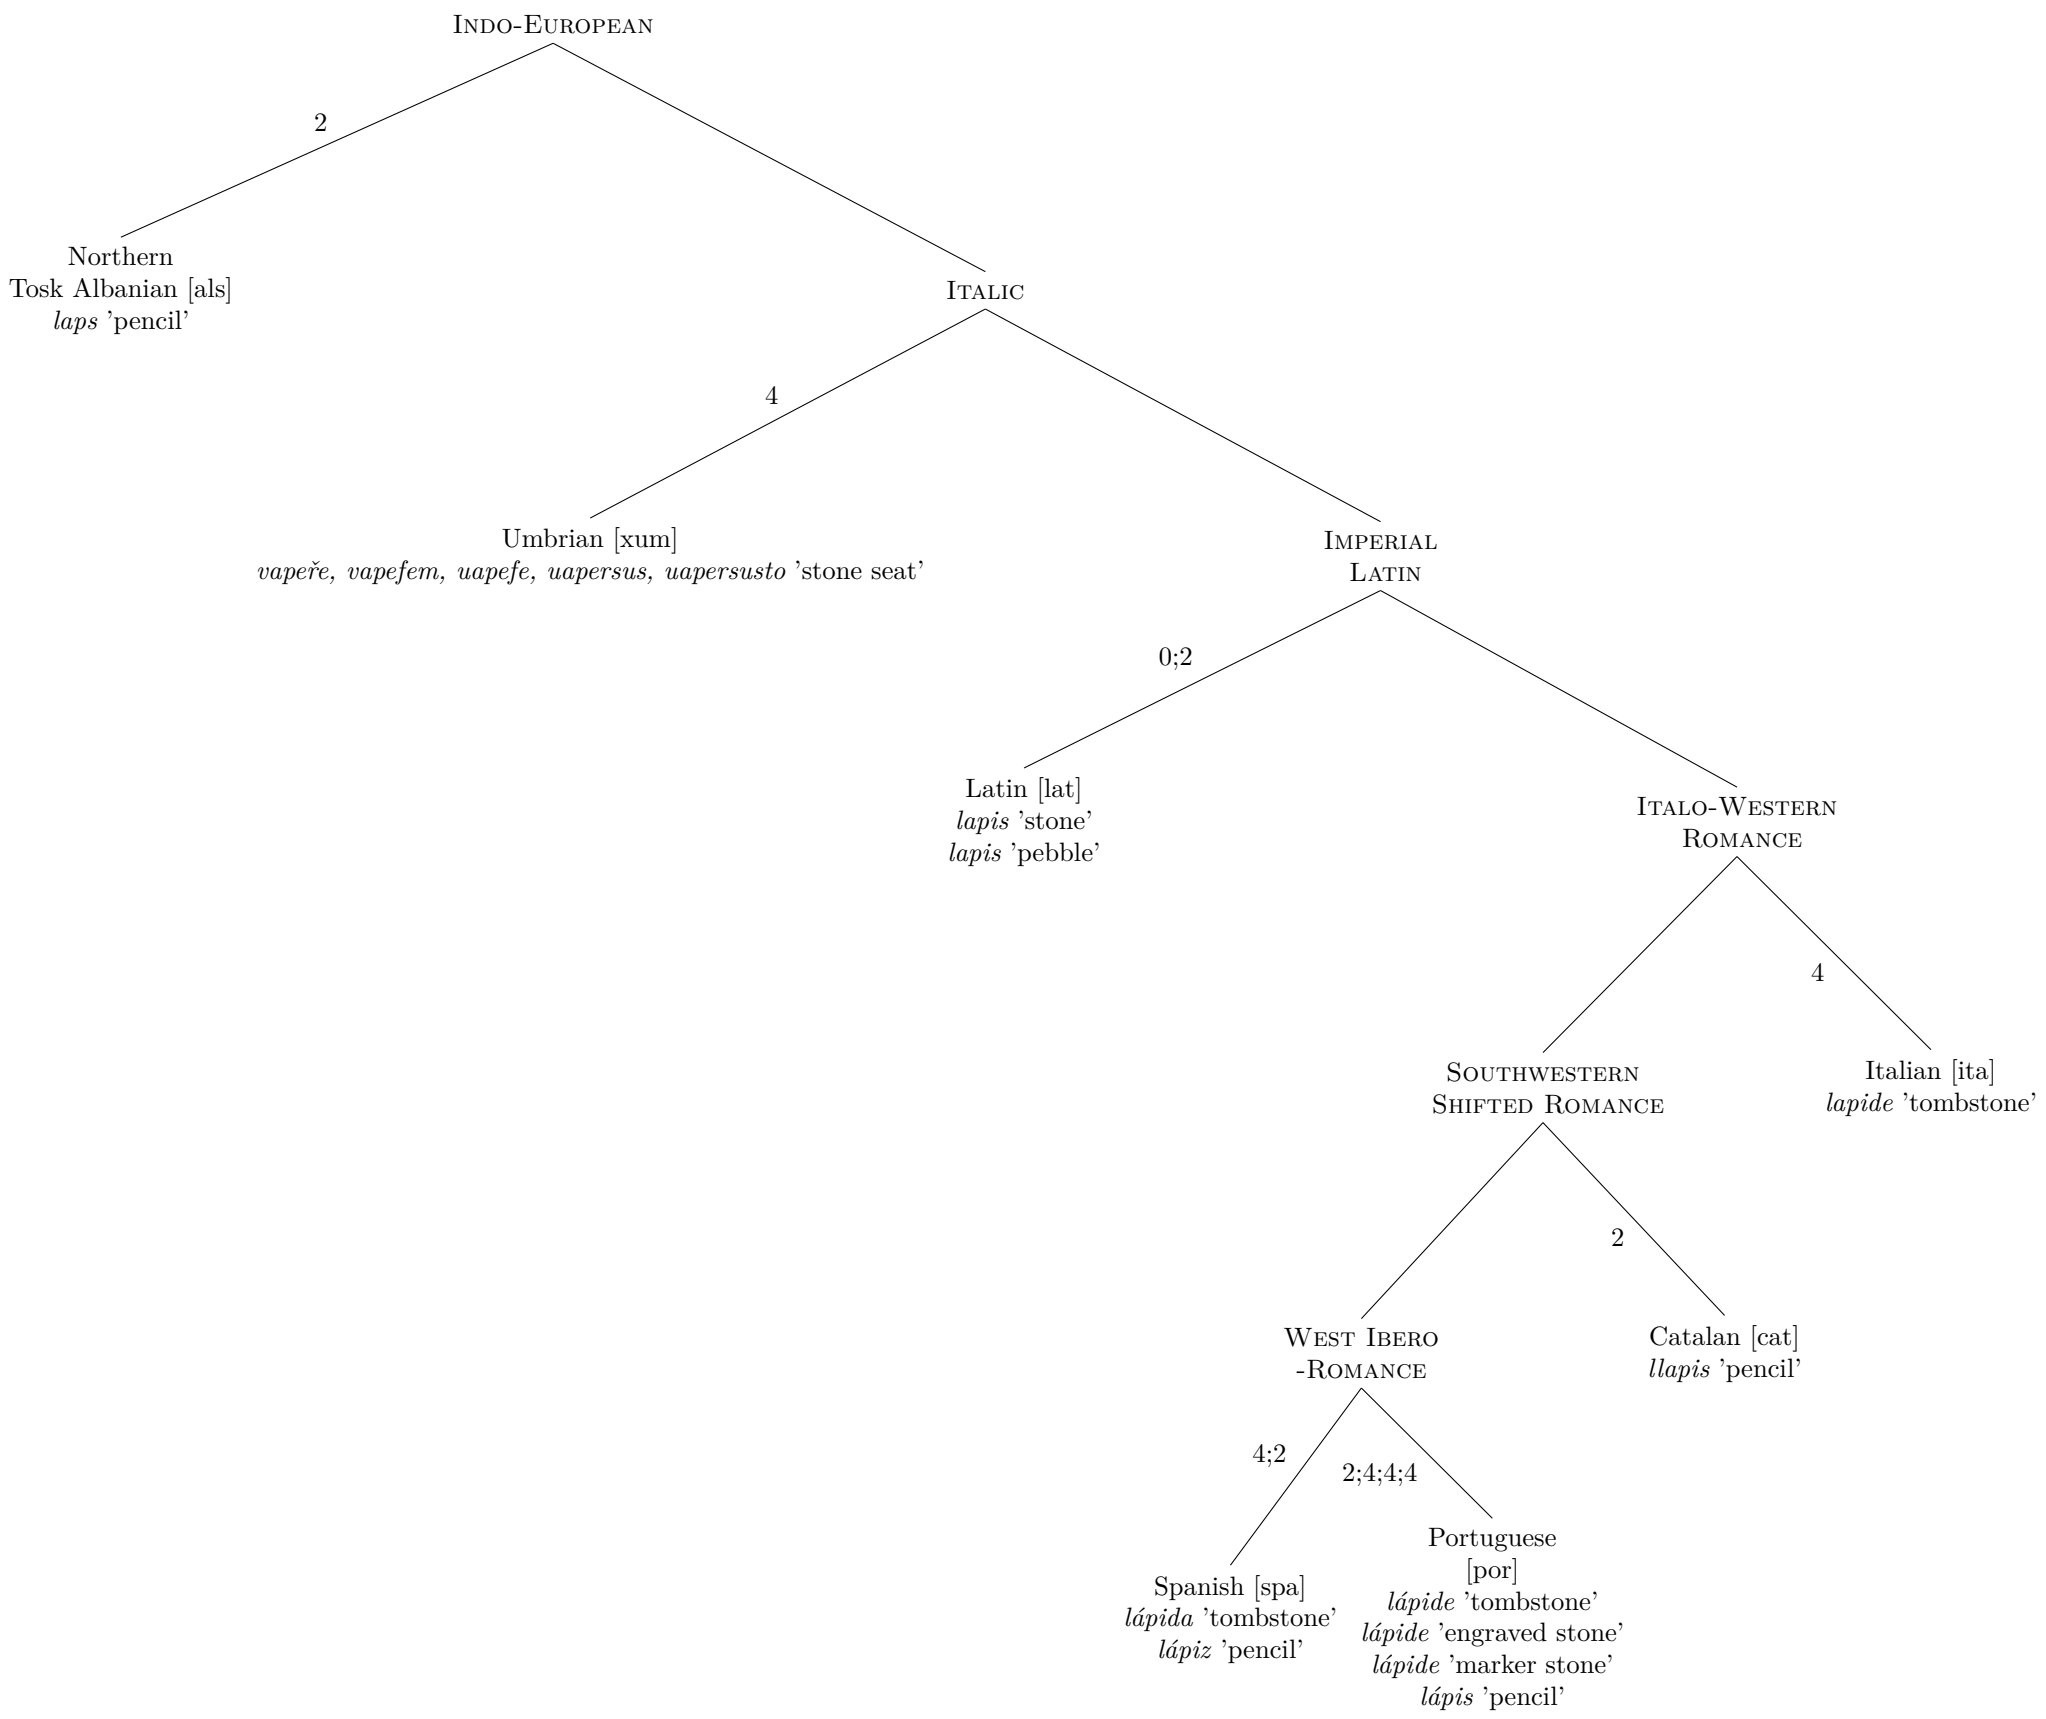 Indo-European
2
Northern
Tosk Albanian [als]
laps ’pencil’
Italic
4
Umbrian [xum]
vapeře, vapefem, uapefe, uapersus, uapersusto ’stone seat’
Imperial
Latin
0;2
Latin [lat]
lapis ’stone’
lapis ’pebble’
Italo-Western
Romance
4
Southwestern
Shifted Romance
Italian [ita]
lapide ’tombstone’
2
West Ibero
-Romance
Catalan [cat]
llapis ’pencil’
4;2
2;4;4;4
Spanish [spa]
lápida ’tombstone’
lápiz ’pencil’
Portuguese
[por]
lápide ’tombstone’
lápide ’engraved stone’
lápide ’marker stone’
lápis ’pencil’